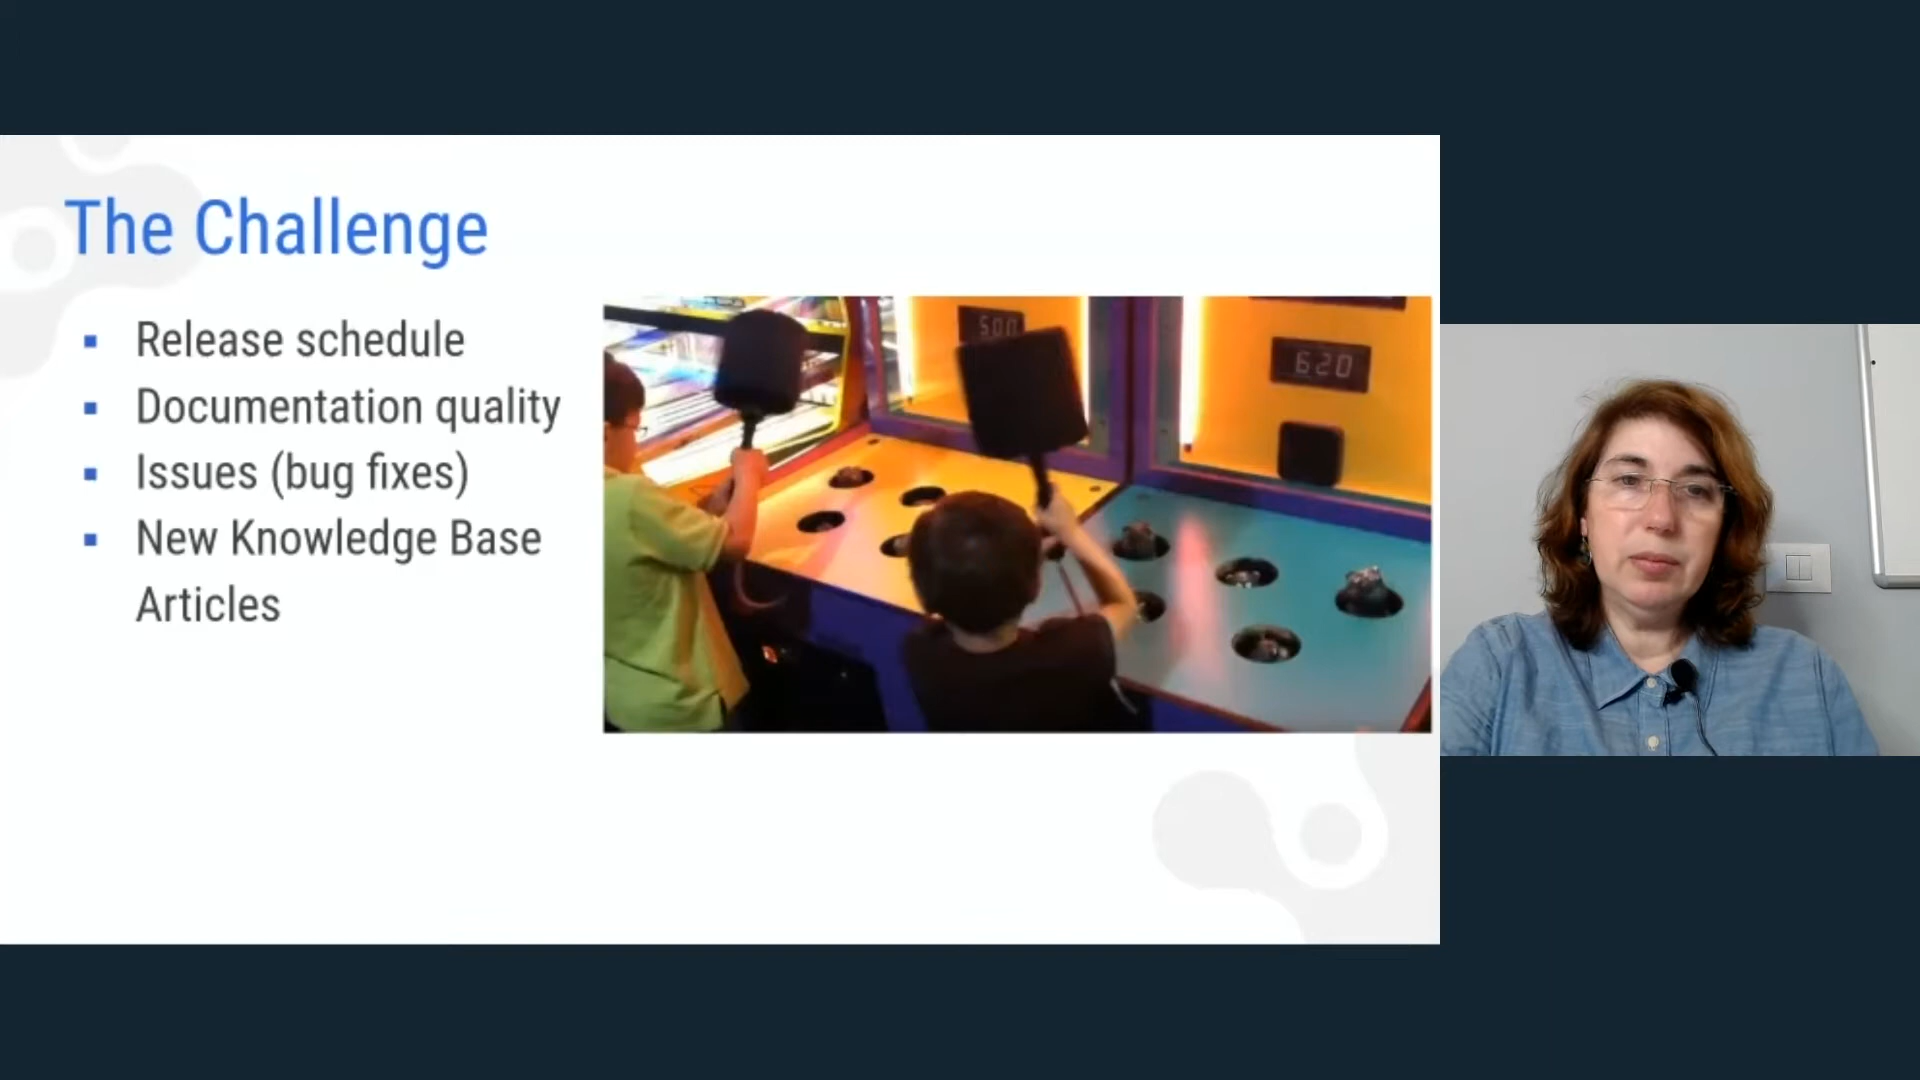 The Challenge
Release schedule
Documentation quality
Issues (bug fixes)
New Knowledge Base
Articles
500
620